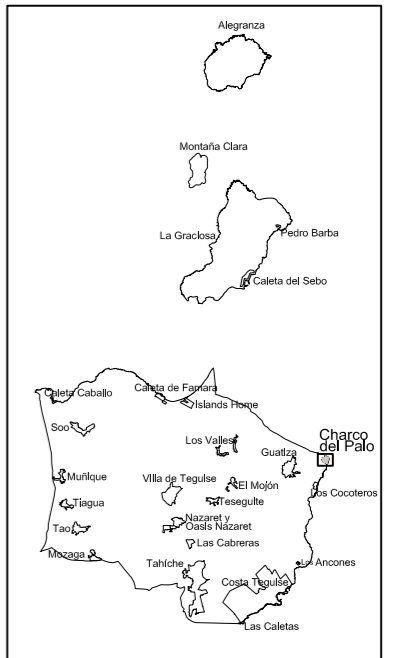 Alegranza
Montaña Clara
La Graciosa
Pedro Barba
Caleta del Sebo
Caleta Caballo
Caleta de Famara
Islands Home
Soo
Los Valles
Guatiza
Charco
del Palo
Muñique
Villa de Teguise
El Mojón
Los Cocoteros
Tiagua
Teseguite
Tao
Nazaret y
Oasis Nazaret
Las Cabreras
Mozaga
Tahíche
Los Ancones
Costa Teguise
Las Caletas